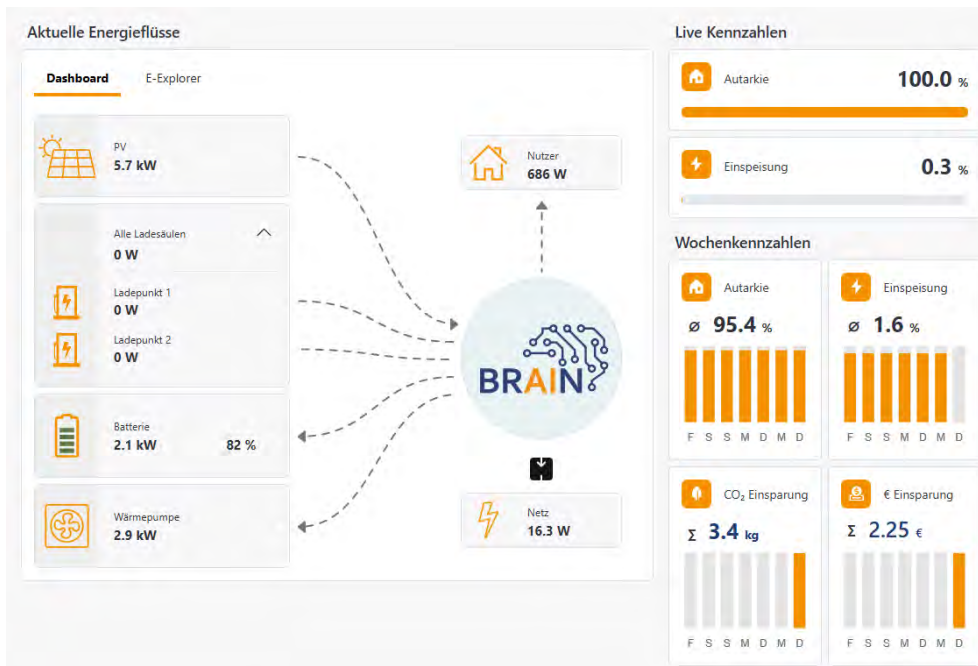 Aktuelle Energieflüsse
Dashboard E-Explorer
PV
5.7 kW
Alle Ladesäulen
0 W
Ladepunkt 1
0 W
Ladepunkt 2
0 W
Batterie
2.1 kW 82 %
Wärmepumpe
2.9 kW
Nutzer
686 W
BRAIN
Netz
16.3 W
Live Kennzahlen
Autarkie 100.0 %
Einspeisung 0.3 %
Wochenkennzahlen
Autarkie
Ø 95.4 %
F S S M D M D
Einspeisung
Ø 1.6 %
F S S M D M D
CO₂ Einsparung
Σ 3.4 kg
F S S M D M D
€ Einsparung
Σ 2.25 €
F S S M D M D